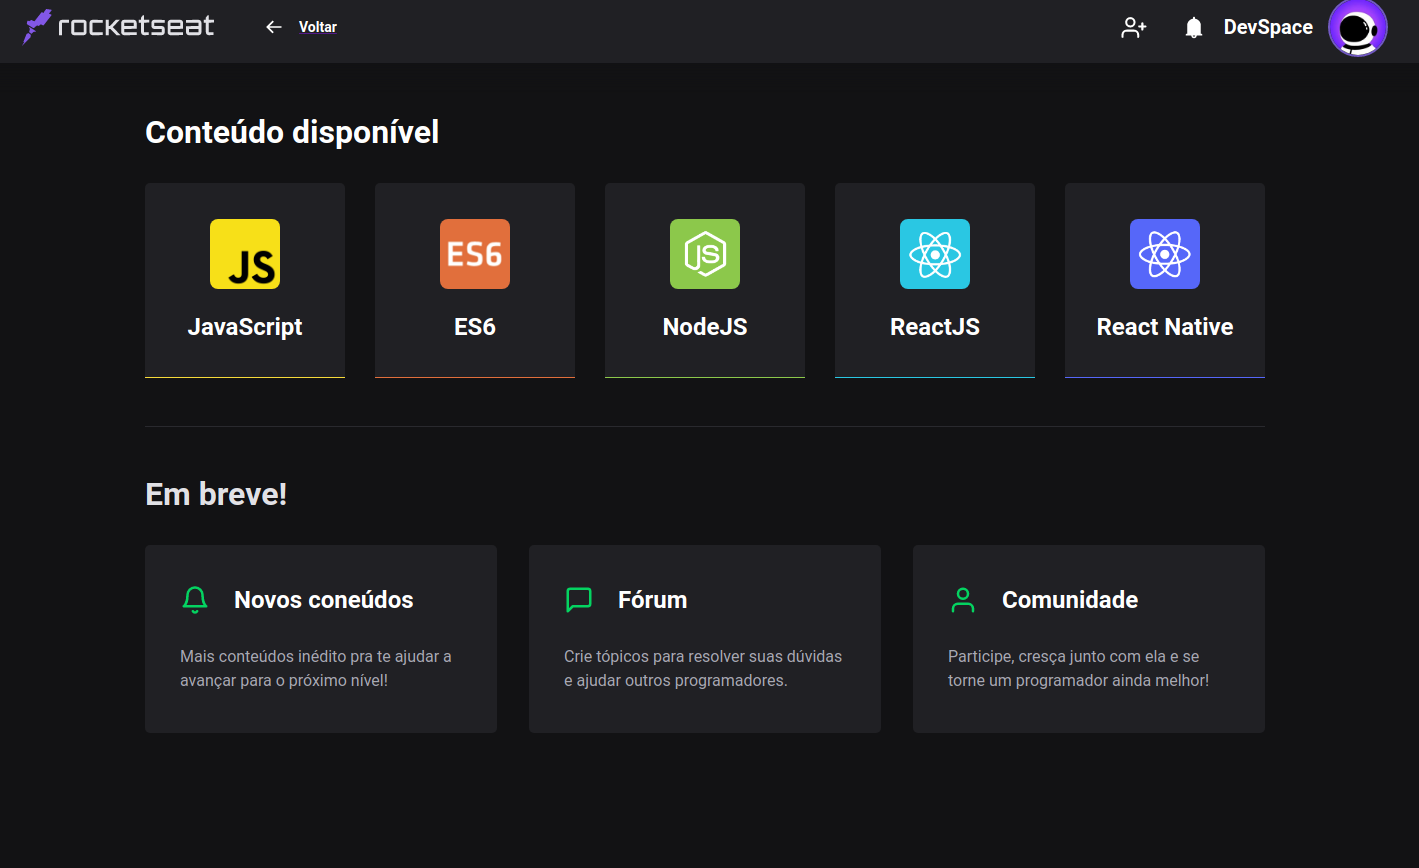 rocketseat
Voltar
DevSpace
Conteúdo disponível
JS
ES6
JS
JavaScript
ES6
NodeJS
ReactJS
React Native
Em breve!
Novos coneúdos
Mais conteúdos inédito pra te ajudar a
avançar para o próximo nível!
Fórum
Crie tópicos para resolver suas dúvidas
e ajudar outros programadores.
Comunidade
Participe, cresça junto com ela e se
torne um programador ainda melhor!